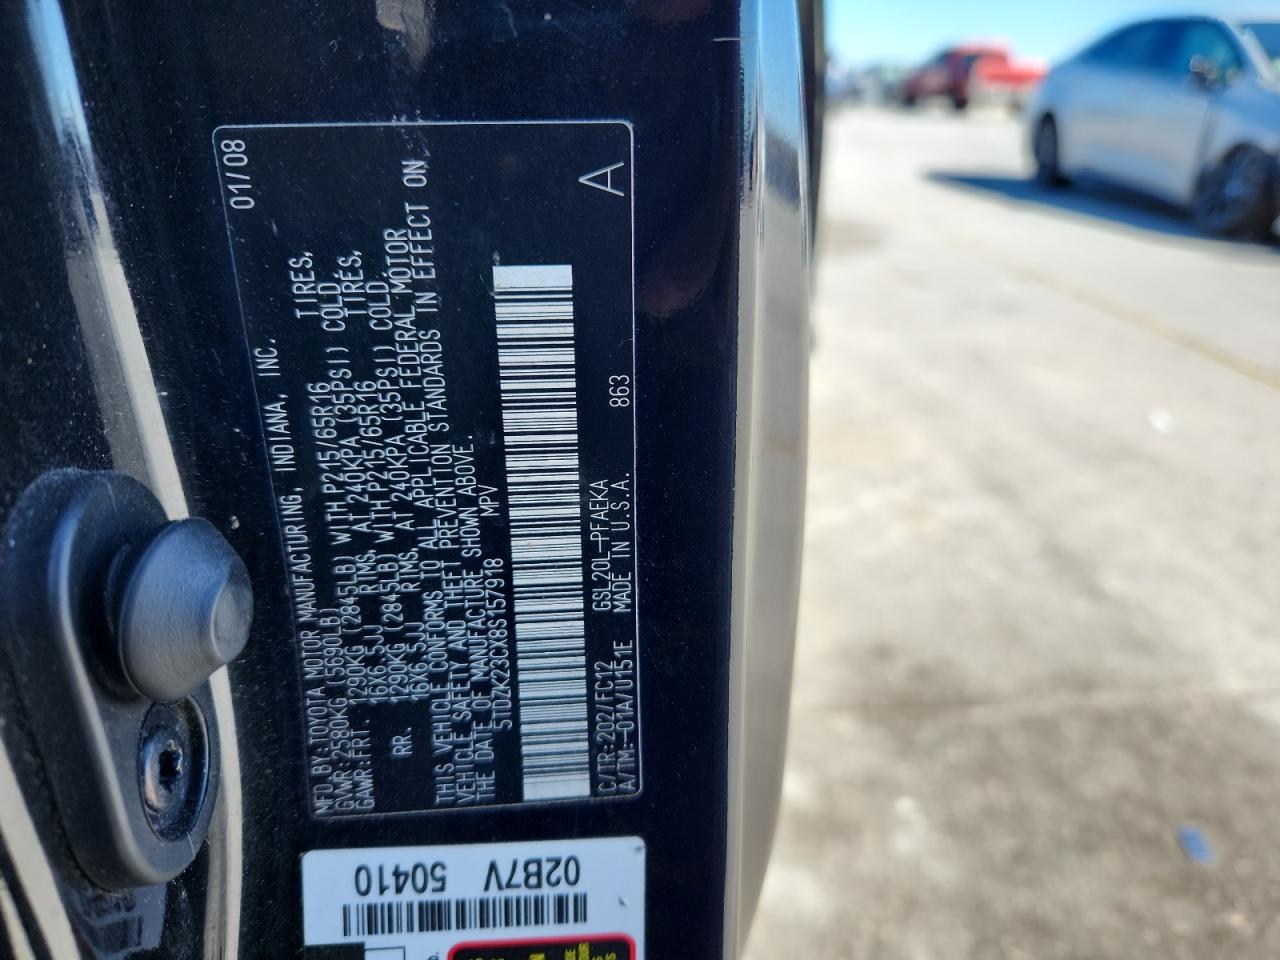 MFD. BY: TOYOTA MOTOR MANUFACTURING, INDIANA, INC. 01/08
GVWR: 2580KG (5690LB)
GAWR: FRT. 1290KG (2845LB) WITH P215/65R16 TIRES,
16X6.5JJ RIMS, AT 240KPA (35PSI) COLD.
RR. 1290KG (2845LB) WITH P215/65R16 TIRES,
16X6.5JJ RIMS, AT 240KPA (35PSI) COLD.
THIS VEHICLE CONFORMS TO ALL APPLICABLE FEDERAL MOTOR
VEHICLE SAFETY AND THEFT PREVENTION STANDARDS IN EFFECT ON
THE DATE OF MANUFACTURE SHOWN ABOVE.
5TDZK23CX8S157918 MPV
C/TR: 202/FC12 GSL20L-PFAEKA 863 A
A/TM: -01A/U151E MADE IN U.S.A.
02B7V 50410